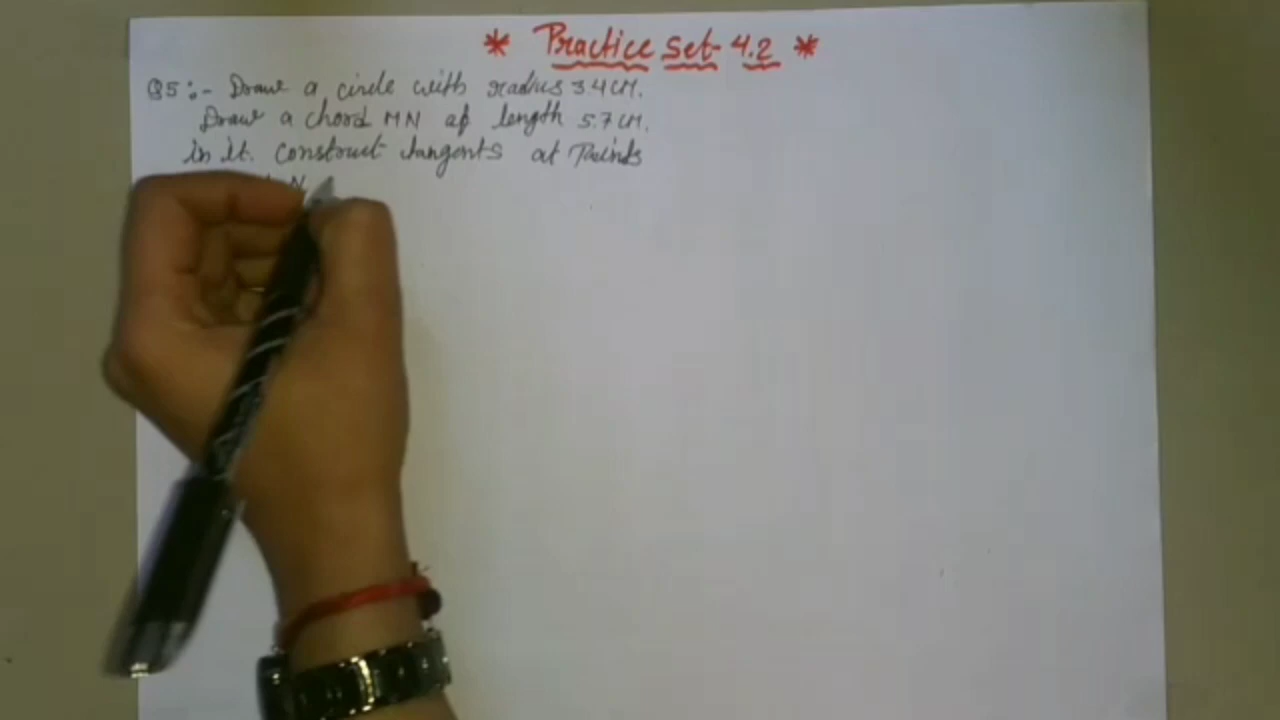 * Practice Set 4.2 *
Q5:- Draw a circle with radius 3.4 CM.
Draw a chord MN of length 5.7 CM.
in it. construct tangents at Points
N